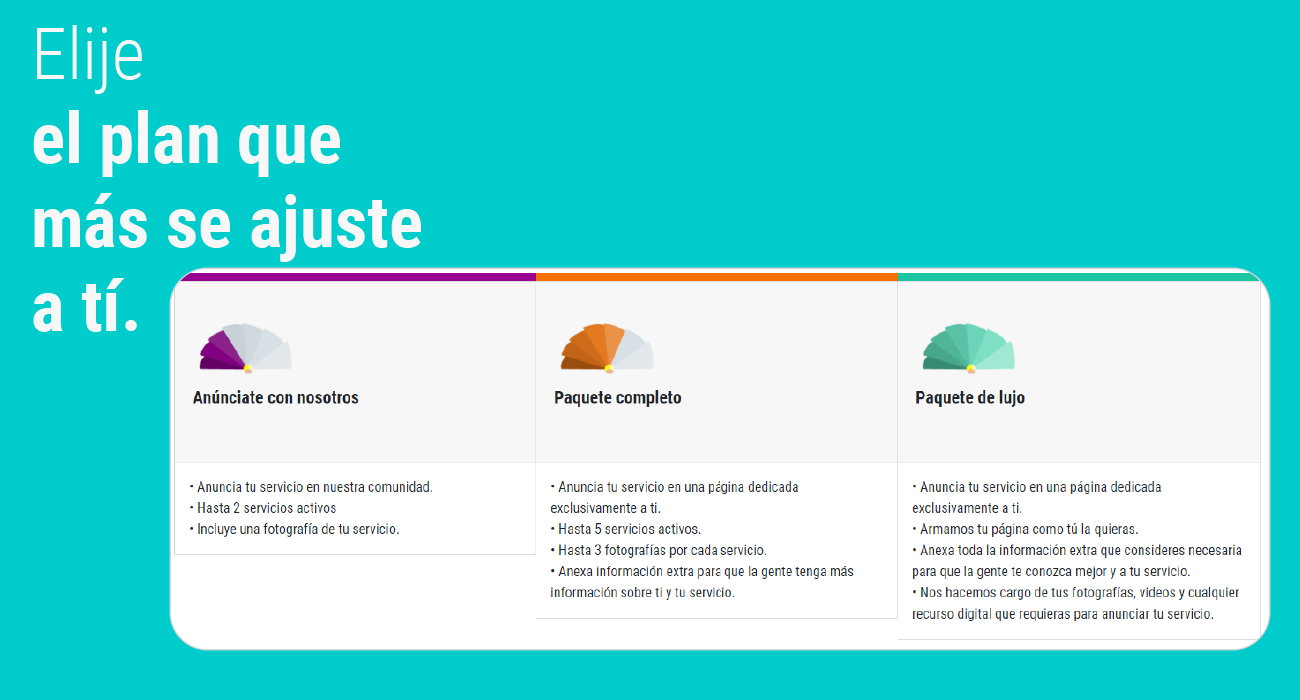 Elije
el plan que
más se ajuste
a tí.
Anúnciate con nosotros
• Anuncia tu servicio en nuestra comunidad.
• Hasta 2 servicios activos
• Incluye una fotografía de tu servicio.
Paquete completo
• Anuncia tu servicio en una página dedicada
exclusivamente a ti.
• Hasta 5 servicios activos.
• Hasta 3 fotografías por cada servicio.
• Anexa información extra para que la gente tenga más
información sobre ti y tu servicio.
Paquete de lujo
• Anuncia tu servicio en una página dedicada
exclusivamente a ti.
• Armamos tu página como tú la quieras.
• Anexa toda la información extra que consideres necesaria
para que la gente te conozca mejor y a tu servicio.
• Nos hacemos cargo de tus fotografías, videos y cualquier
recurso digital que requieras para anunciar tu servicio.